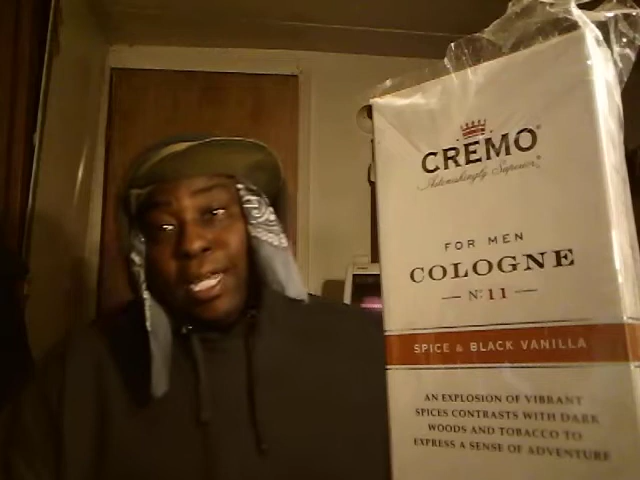 CREMO®
Astonishingly Superior®
FOR MEN
COLOGNE
Nº 11
SPICE & BLACK VANILLA
AN EXPLOSION OF VIBRANT
SPICES CONTRASTS WITH DARK
WOODS AND TOBACCO TO
EXPRESS A SENSE OF ADVENTURE